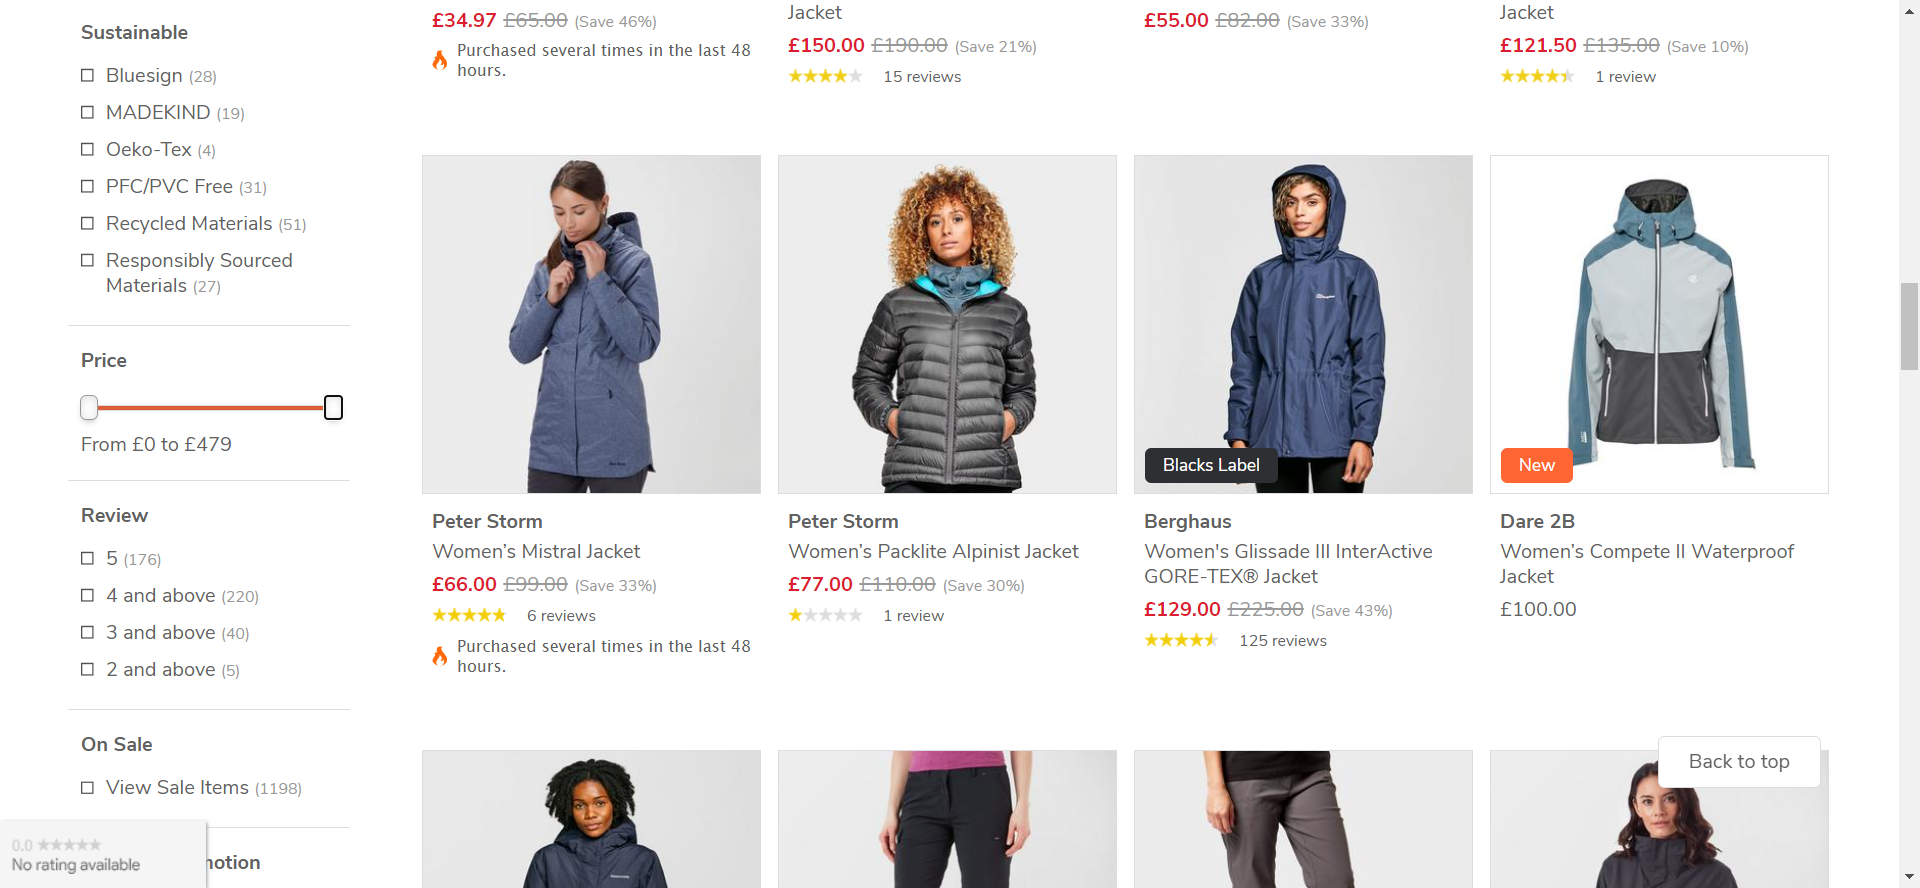 Sustainable
Bluesign (28)
MADEKIND (19)
Oeko-Tex (4)
PFC/PVC Free (31)
Recycled Materials (51)
Responsibly Sourced
Materials (27)
Price
From £0 to £479
Review
5 (176)
4 and above (220)
3 and above (40)
2 and above (5)
On Sale
View Sale Items (1198)
motion
0.0
No rating available
£34.97 £65.00 (Save 46%)
Purchased several times in the last 48
hours.
Jacket
£150.00 £190.00 (Save 21%)
15 reviews
£55.00 £82.00 (Save 33%)
Jacket
£121.50 £135.00 (Save 10%)
1 review
Peter Storm
Women’s Mistral Jacket
£66.00 £99.00 (Save 33%)
6 reviews
Purchased several times in the last 48
hours.
Peter Storm
Women’s Packlite Alpinist Jacket
£77.00 £110.00 (Save 30%)
1 review
Blacks Label
Berghaus
Women's Glissade III InterActive
GORE-TEX® Jacket
£129.00 £225.00 (Save 43%)
125 reviews
New
Dare 2B
Women’s Compete II Waterproof
Jacket
£100.00
Back to top